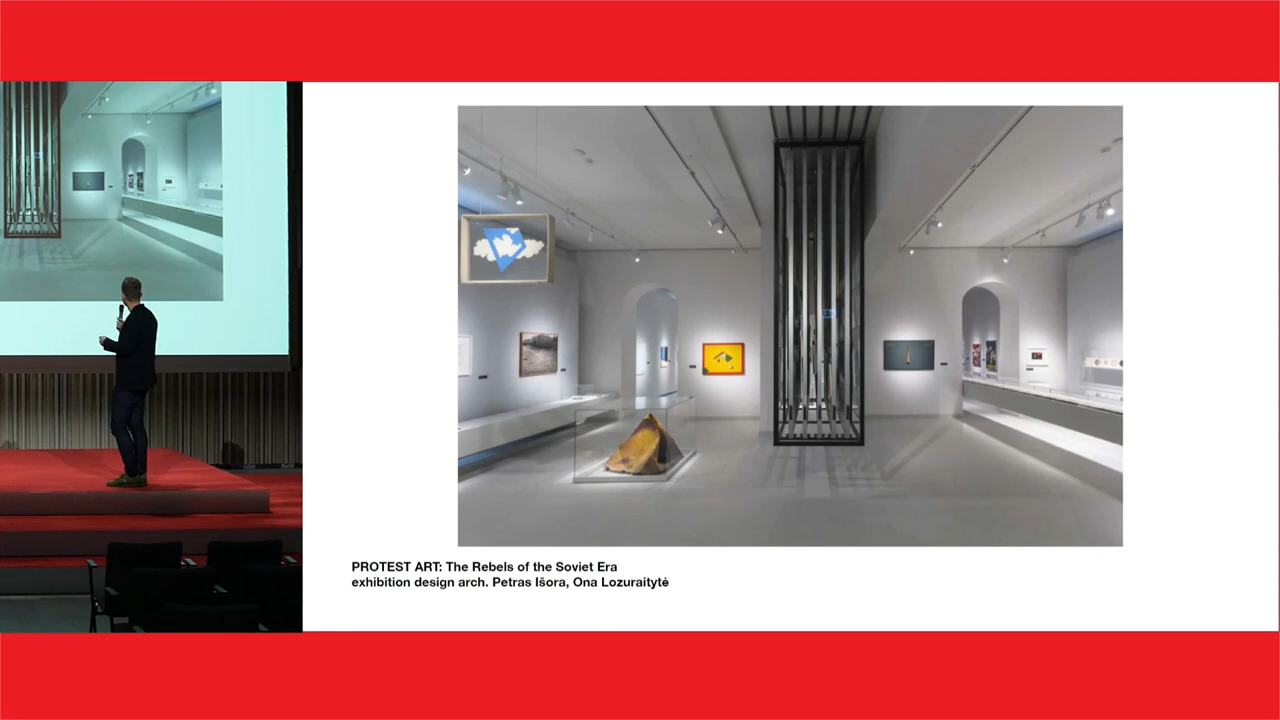 PROTEST ART: The Rebels of the Soviet Era
exhibition design arch. Petras Išora, Ona Lozuraitytė